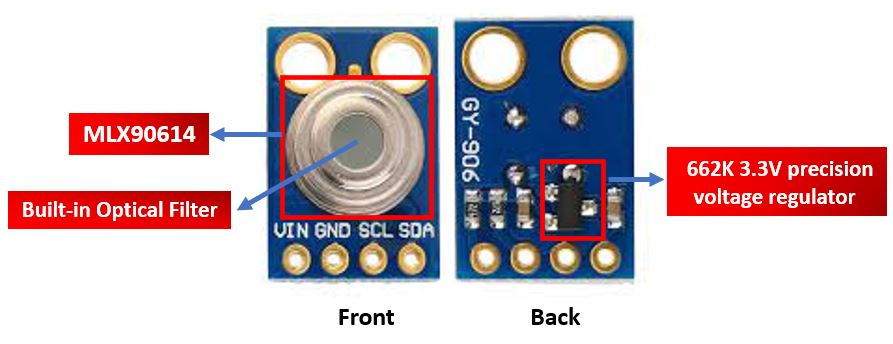 MLX90614
Built-in Optical Filter
VIN GND SCL SDA
GY-906
662K 3.3V precision
voltage regulator
Front
Back